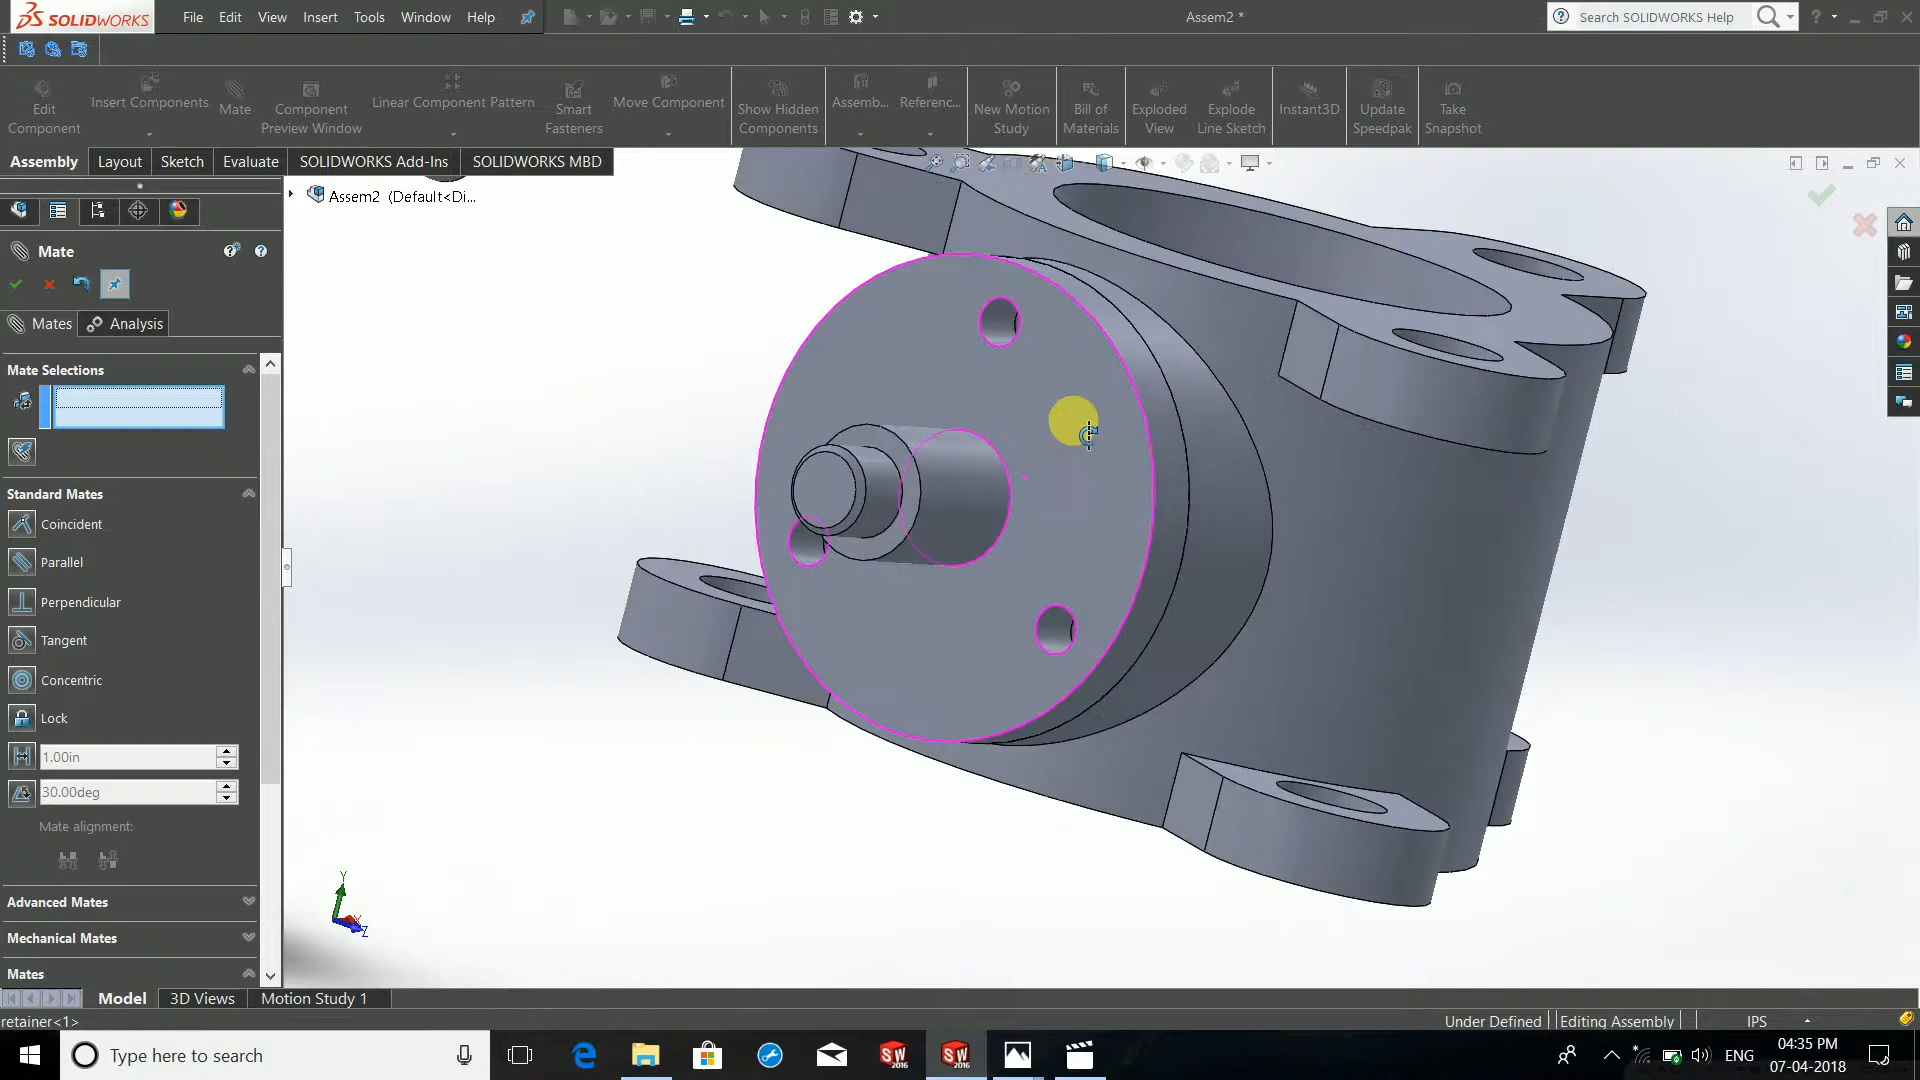 SOLIDWORKS
File Edit View Insert Tools Window Help
Assem2 *
Search SOLIDWORKS Help
Edit Component
Insert Components
Mate
Component Preview Window
Linear Component Pattern
Smart Fasteners
Move Component
Show Hidden Components
Assemb...
Referenc...
New Motion Study
Bill of Materials
Exploded View
Explode Line Sketch
Instant3D
Update Speedpak
Take Snapshot
Assembly Layout Sketch Evaluate SOLIDWORKS Add-Ins SOLIDWORKS MBD
Assem2 (Default<Di...
Mate
Mates Analysis
Mate Selections
Standard Mates
Coincident
Parallel
Perpendicular
Tangent
Concentric
Lock
1.00in
30.00deg
Mate alignment:
Advanced Mates
Mechanical Mates
Mates
Y
X
Z
Model 3D Views Motion Study 1
retainer<1>
Under Defined Editing Assembly IPS
Type here to search
SW 2016
SW 2016
ENG
04:35 PM
07-04-2018